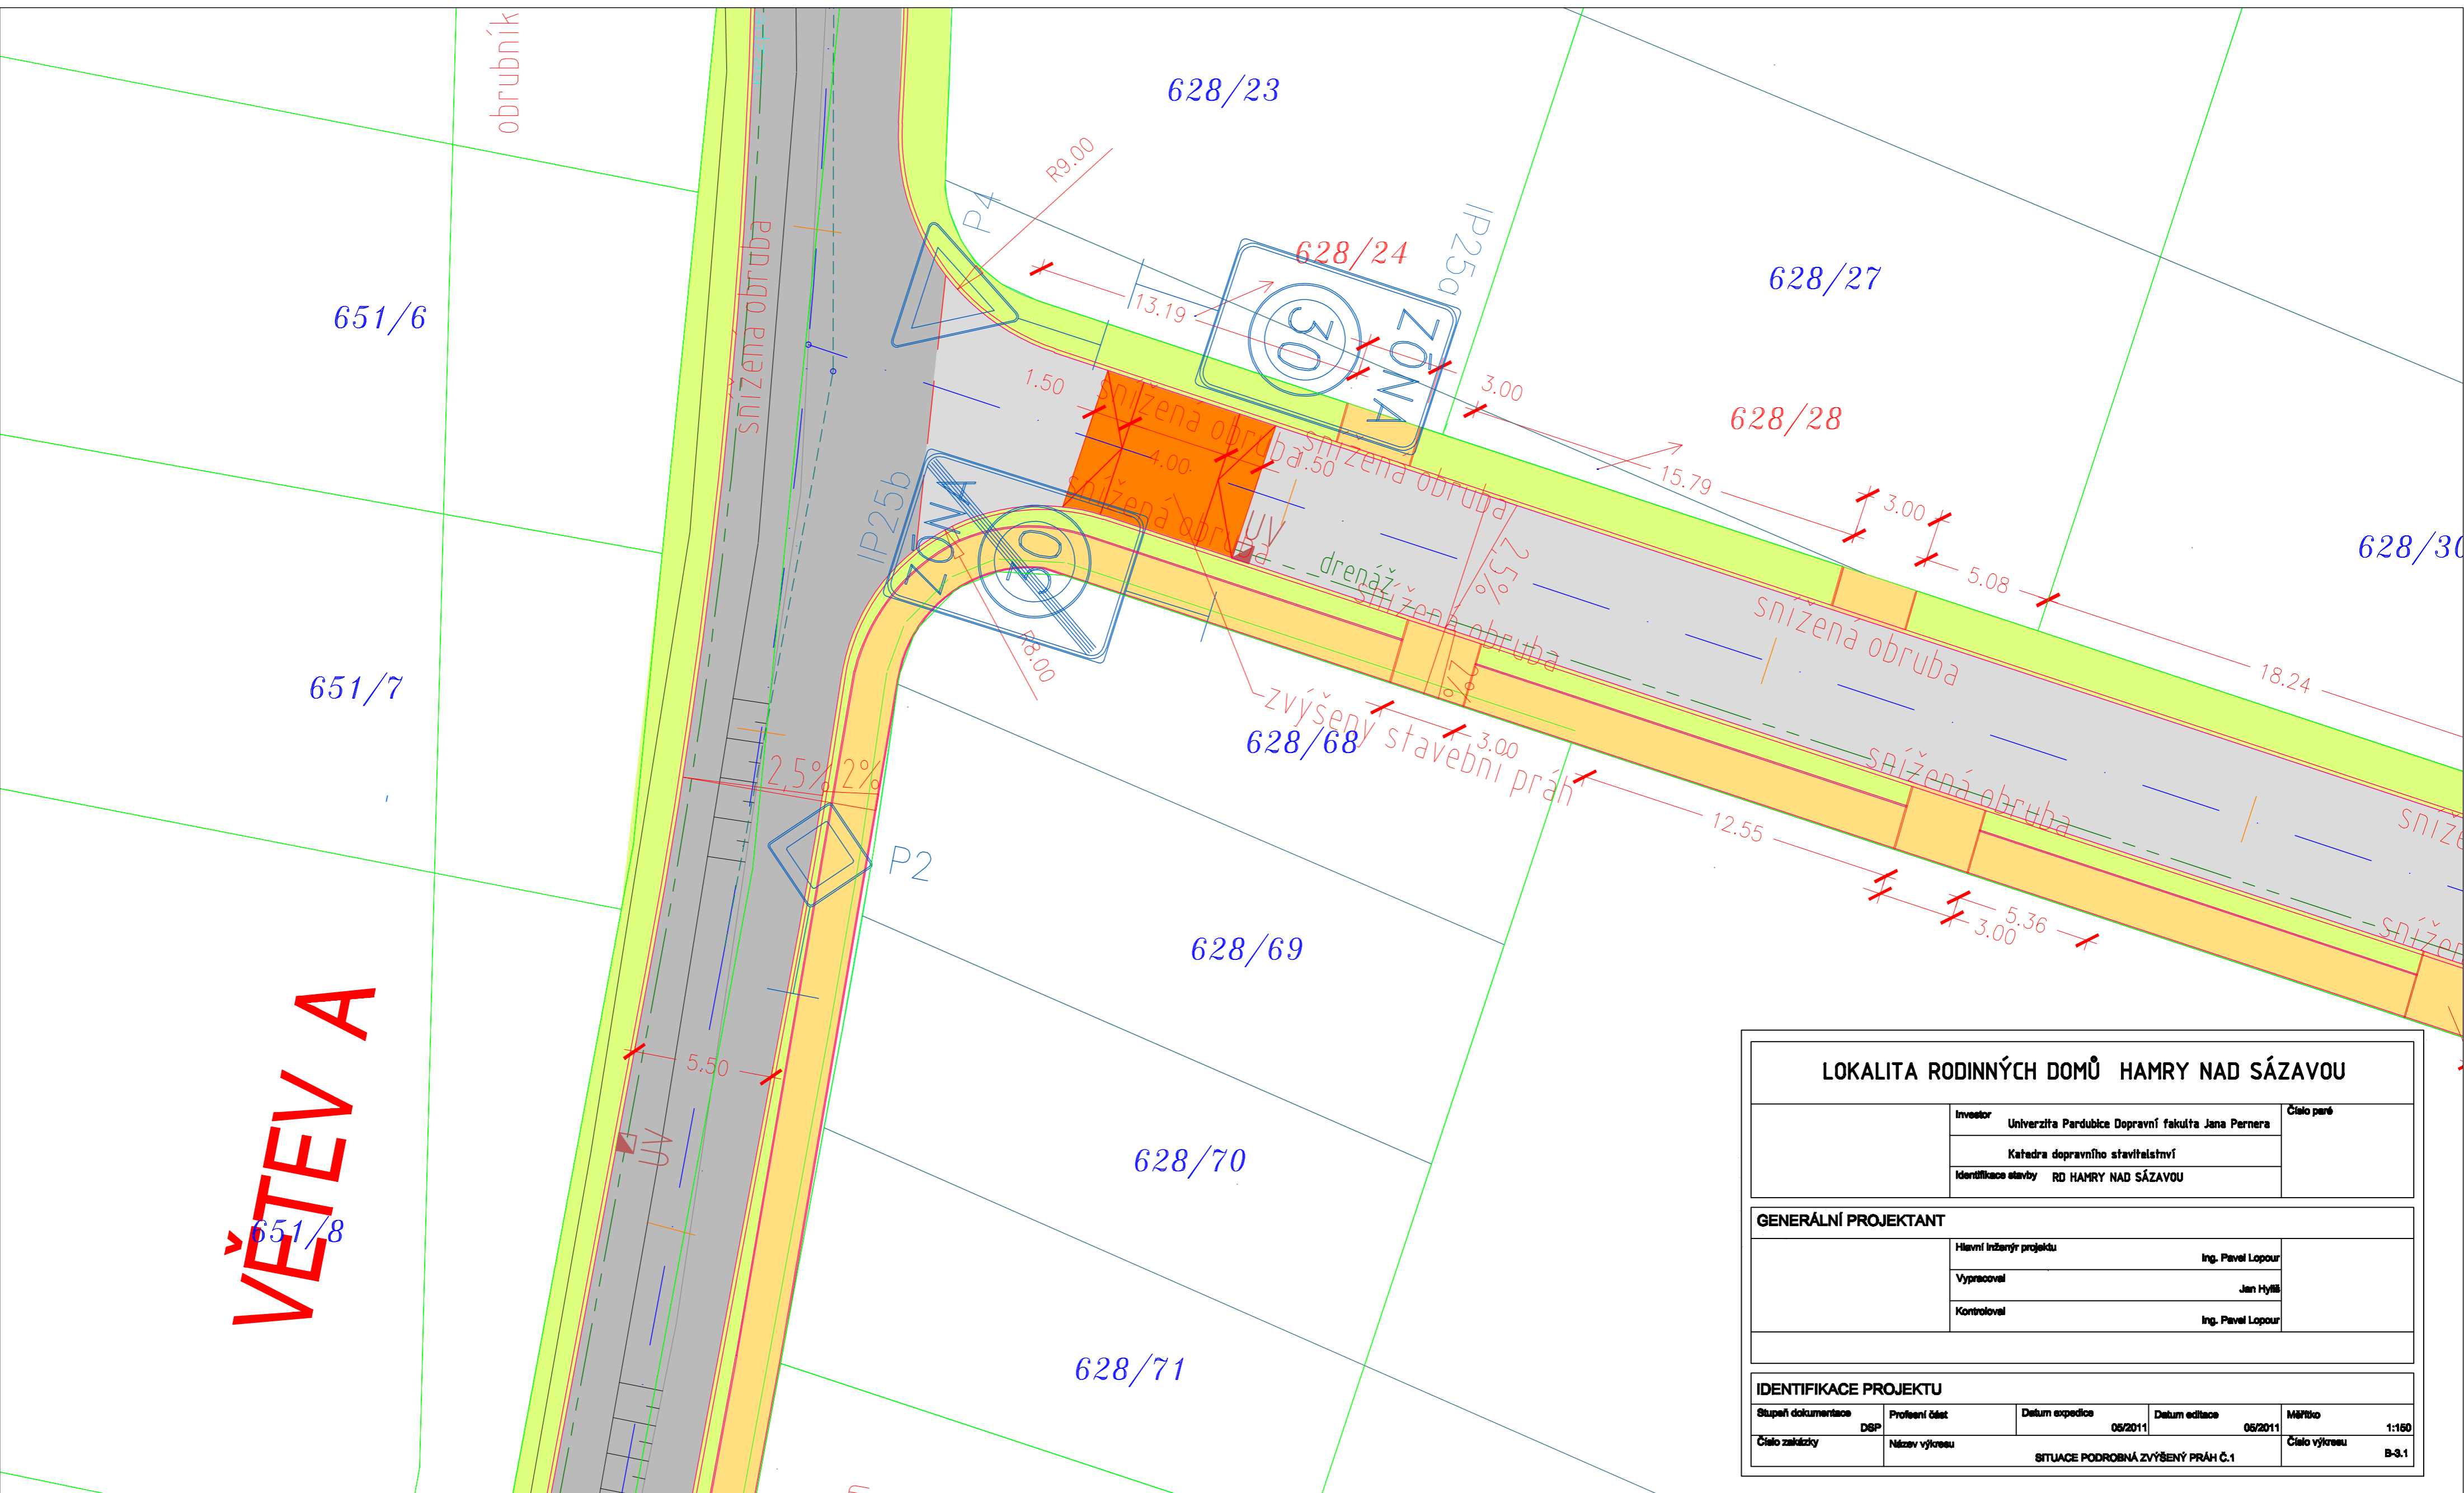 obrubník
628/23
R9.00
P4
IP25a
628/24
628/27
651/6
snížená obruba
13.19
30
ZÓNA
3.00
1.50
snížená obruba
628/28
snížená obruba
4.00
1.50
15.79
3.00
snížená obruba
IP25b
ZÓNA
30
UV
drenáž
2.5%
628/30
5.08
snížená obruba
snížená obruba
R8.00
2%
18.24
651/7
zvýšený stavební práh
628/68
3.00
2,5%
2%
snížená obruba
12.55
P2
5.36
3.00
628/69
VĚTEV A
5.50
UV
628/70
651/8
628/71
LOKALITA RODINNÝCH DOMŮ HAMRY NAD SÁZAVOU
Investor
Univerzita Pardubice Dopravní fakulta Jana Pernera
Číslo paré
Katedra dopravního stavitelstnví
Identifikace stavby
RD HAMRY NAD SÁZAVOU
GENERÁLNÍ PROJEKTANT
Hlavní inženýr projektu
Ing. Pavel Lopour
Vypracoval
Jan Hyliš
Kontroloval
Ing. Pavel Lopour
IDENTIFIKACE PROJEKTU
Stupeň dokumentace
DSP
Profesní část
Datum expedice
05/2011
Datum editace
05/2011
Měřítko
1:150
Číslo zakázky
Název výkresu
SITUACE PODROBNÁ ZVÝŠENÝ PRÁH Č.1
Číslo výkresu
B-3.1